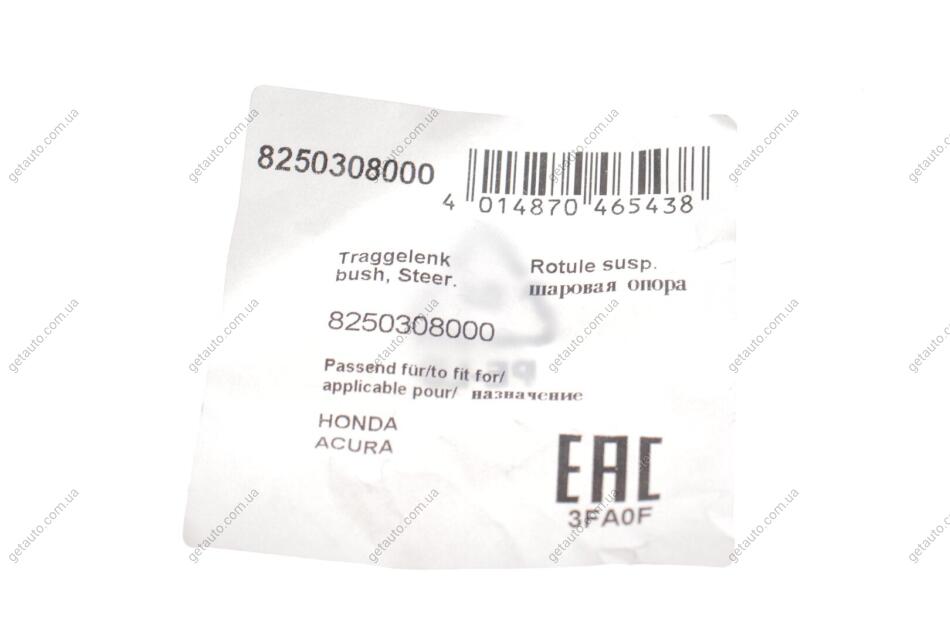 8250308000
4 014870 465438
Traggelenk
bush, Steer.
Rotule susp.
шаровая опора
8250308000
Passend für/to fit for/
applicable pour/ назначение
HONDA
ACURA
EAC
3FA0F
getauto.com.ua